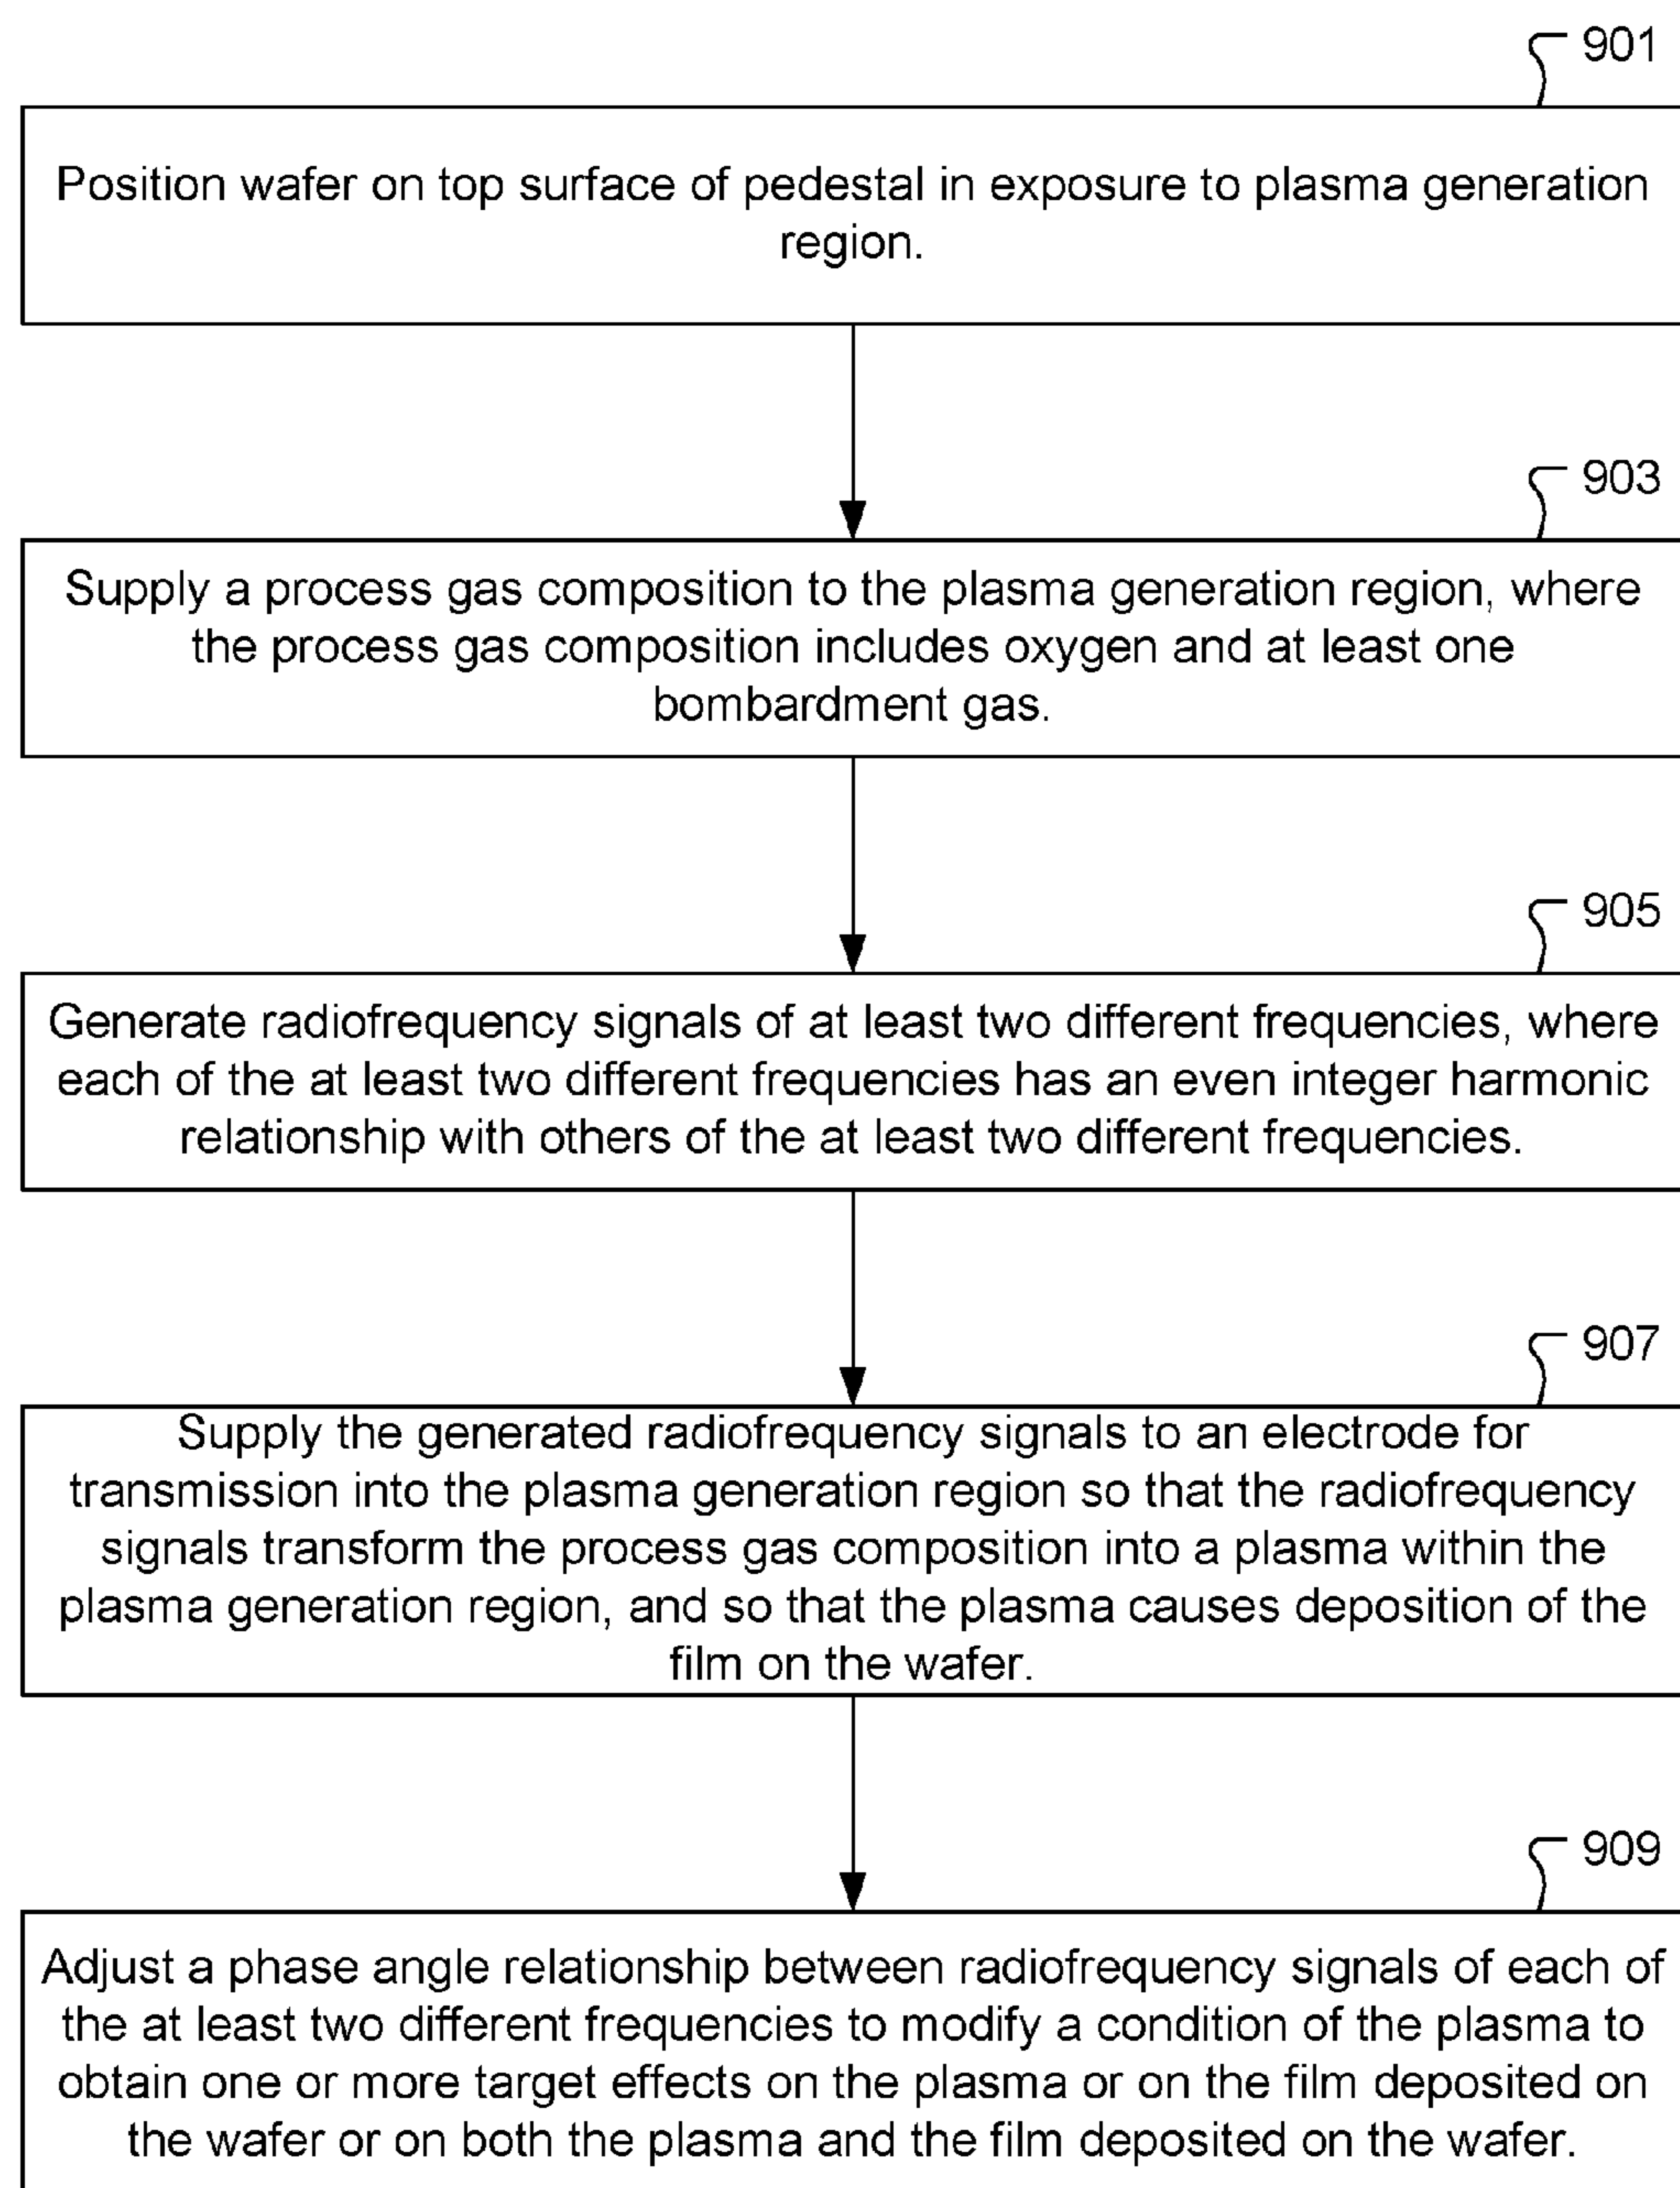 901
Position wafer on top surface of pedestal in exposure to plasma generation
region.
903
Supply a process gas composition to the plasma generation region, where
the process gas composition includes oxygen and at least one
bombardment gas.
905
Generate radiofrequency signals of at least two different frequencies, where
each of the at least two different frequencies has an even integer harmonic
relationship with others of the at least two different frequencies.
907
Supply the generated radiofrequency signals to an electrode for
transmission into the plasma generation region so that the radiofrequency
signals transform the process gas composition into a plasma within the
plasma generation region, and so that the plasma causes deposition of the
film on the wafer.
909
Adjust a phase angle relationship between radiofrequency signals of each of
the at least two different frequencies to modify a condition of the plasma to
obtain one or more target effects on the plasma or on the film deposited on
the wafer or on both the plasma and the film deposited on the wafer.